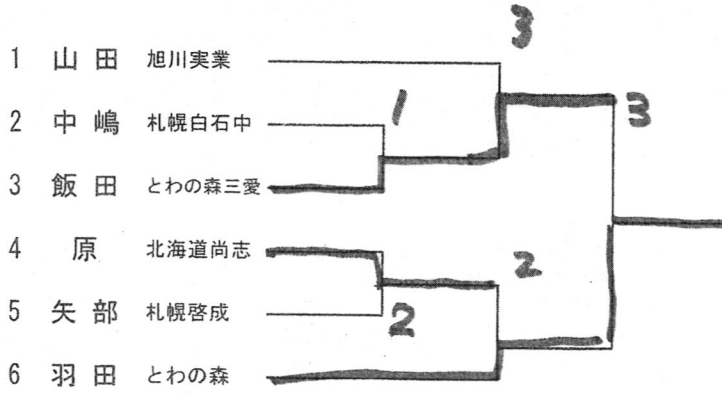 3
1 山田 旭川実業
1 3
2 中嶋 札幌白石中
3 飯田 とわの森三愛
4 原 北海道尚志
2
5 矢部 札幌啓成
2
6 羽田 とわの森